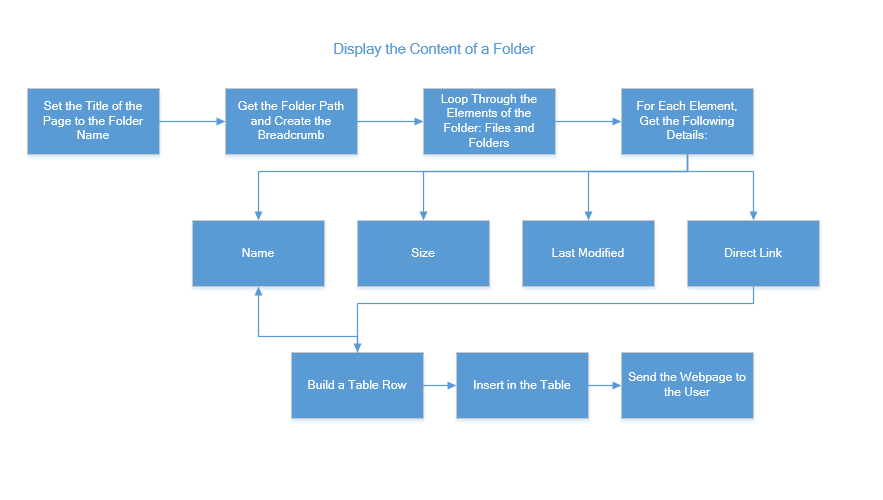 Display the Content of a Folder
Set the Title of the
Page to the Folder
Name
Get the Folder Path
and Create the
Breadcrumb
Loop Through the
Elements of the
Folder: Files and
Folders
For Each Element,
Get the Following
Details:
Name
Size
Last Modified
Direct Link
Build a Table Row
Insert in the Table
Send the Webpage to
the User